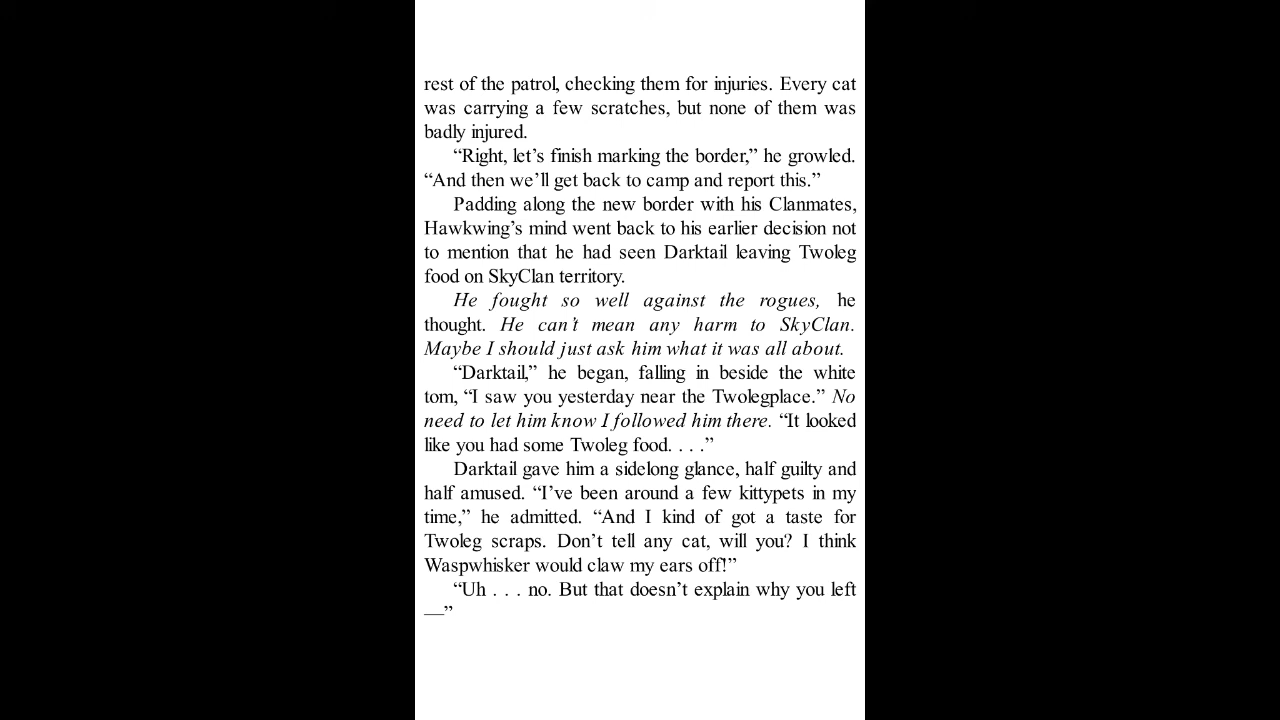 rest of the patrol, checking them for injuries. Every cat
was carrying a few scratches, but none of them was
badly injured.
“Right, let’s finish marking the border,” he growled.
“And then we’ll get back to camp and report this.”
Padding along the new border with his Clanmates,
Hawkwing’s mind went back to his earlier decision not
to mention that he had seen Darktail leaving Twoleg
food on SkyClan territory.
He fought so well against the rogues, he
thought. He can’t mean any harm to SkyClan.
Maybe I should just ask him what it was all about.
“Darktail,” he began, falling in beside the white
tom, “I saw you yesterday near the Twolegplace.” No
need to let him know I followed him there. “It looked
like you had some Twoleg food. . . .”
Darktail gave him a sidelong glance, half guilty and
half amused. “I’ve been around a few kittypets in my
time,” he admitted. “And I kind of got a taste for
Twoleg scraps. Don’t tell any cat, will you? I think
Waspwhisker would claw my ears off!”
“Uh . . . no. But that doesn’t explain why you left
—”